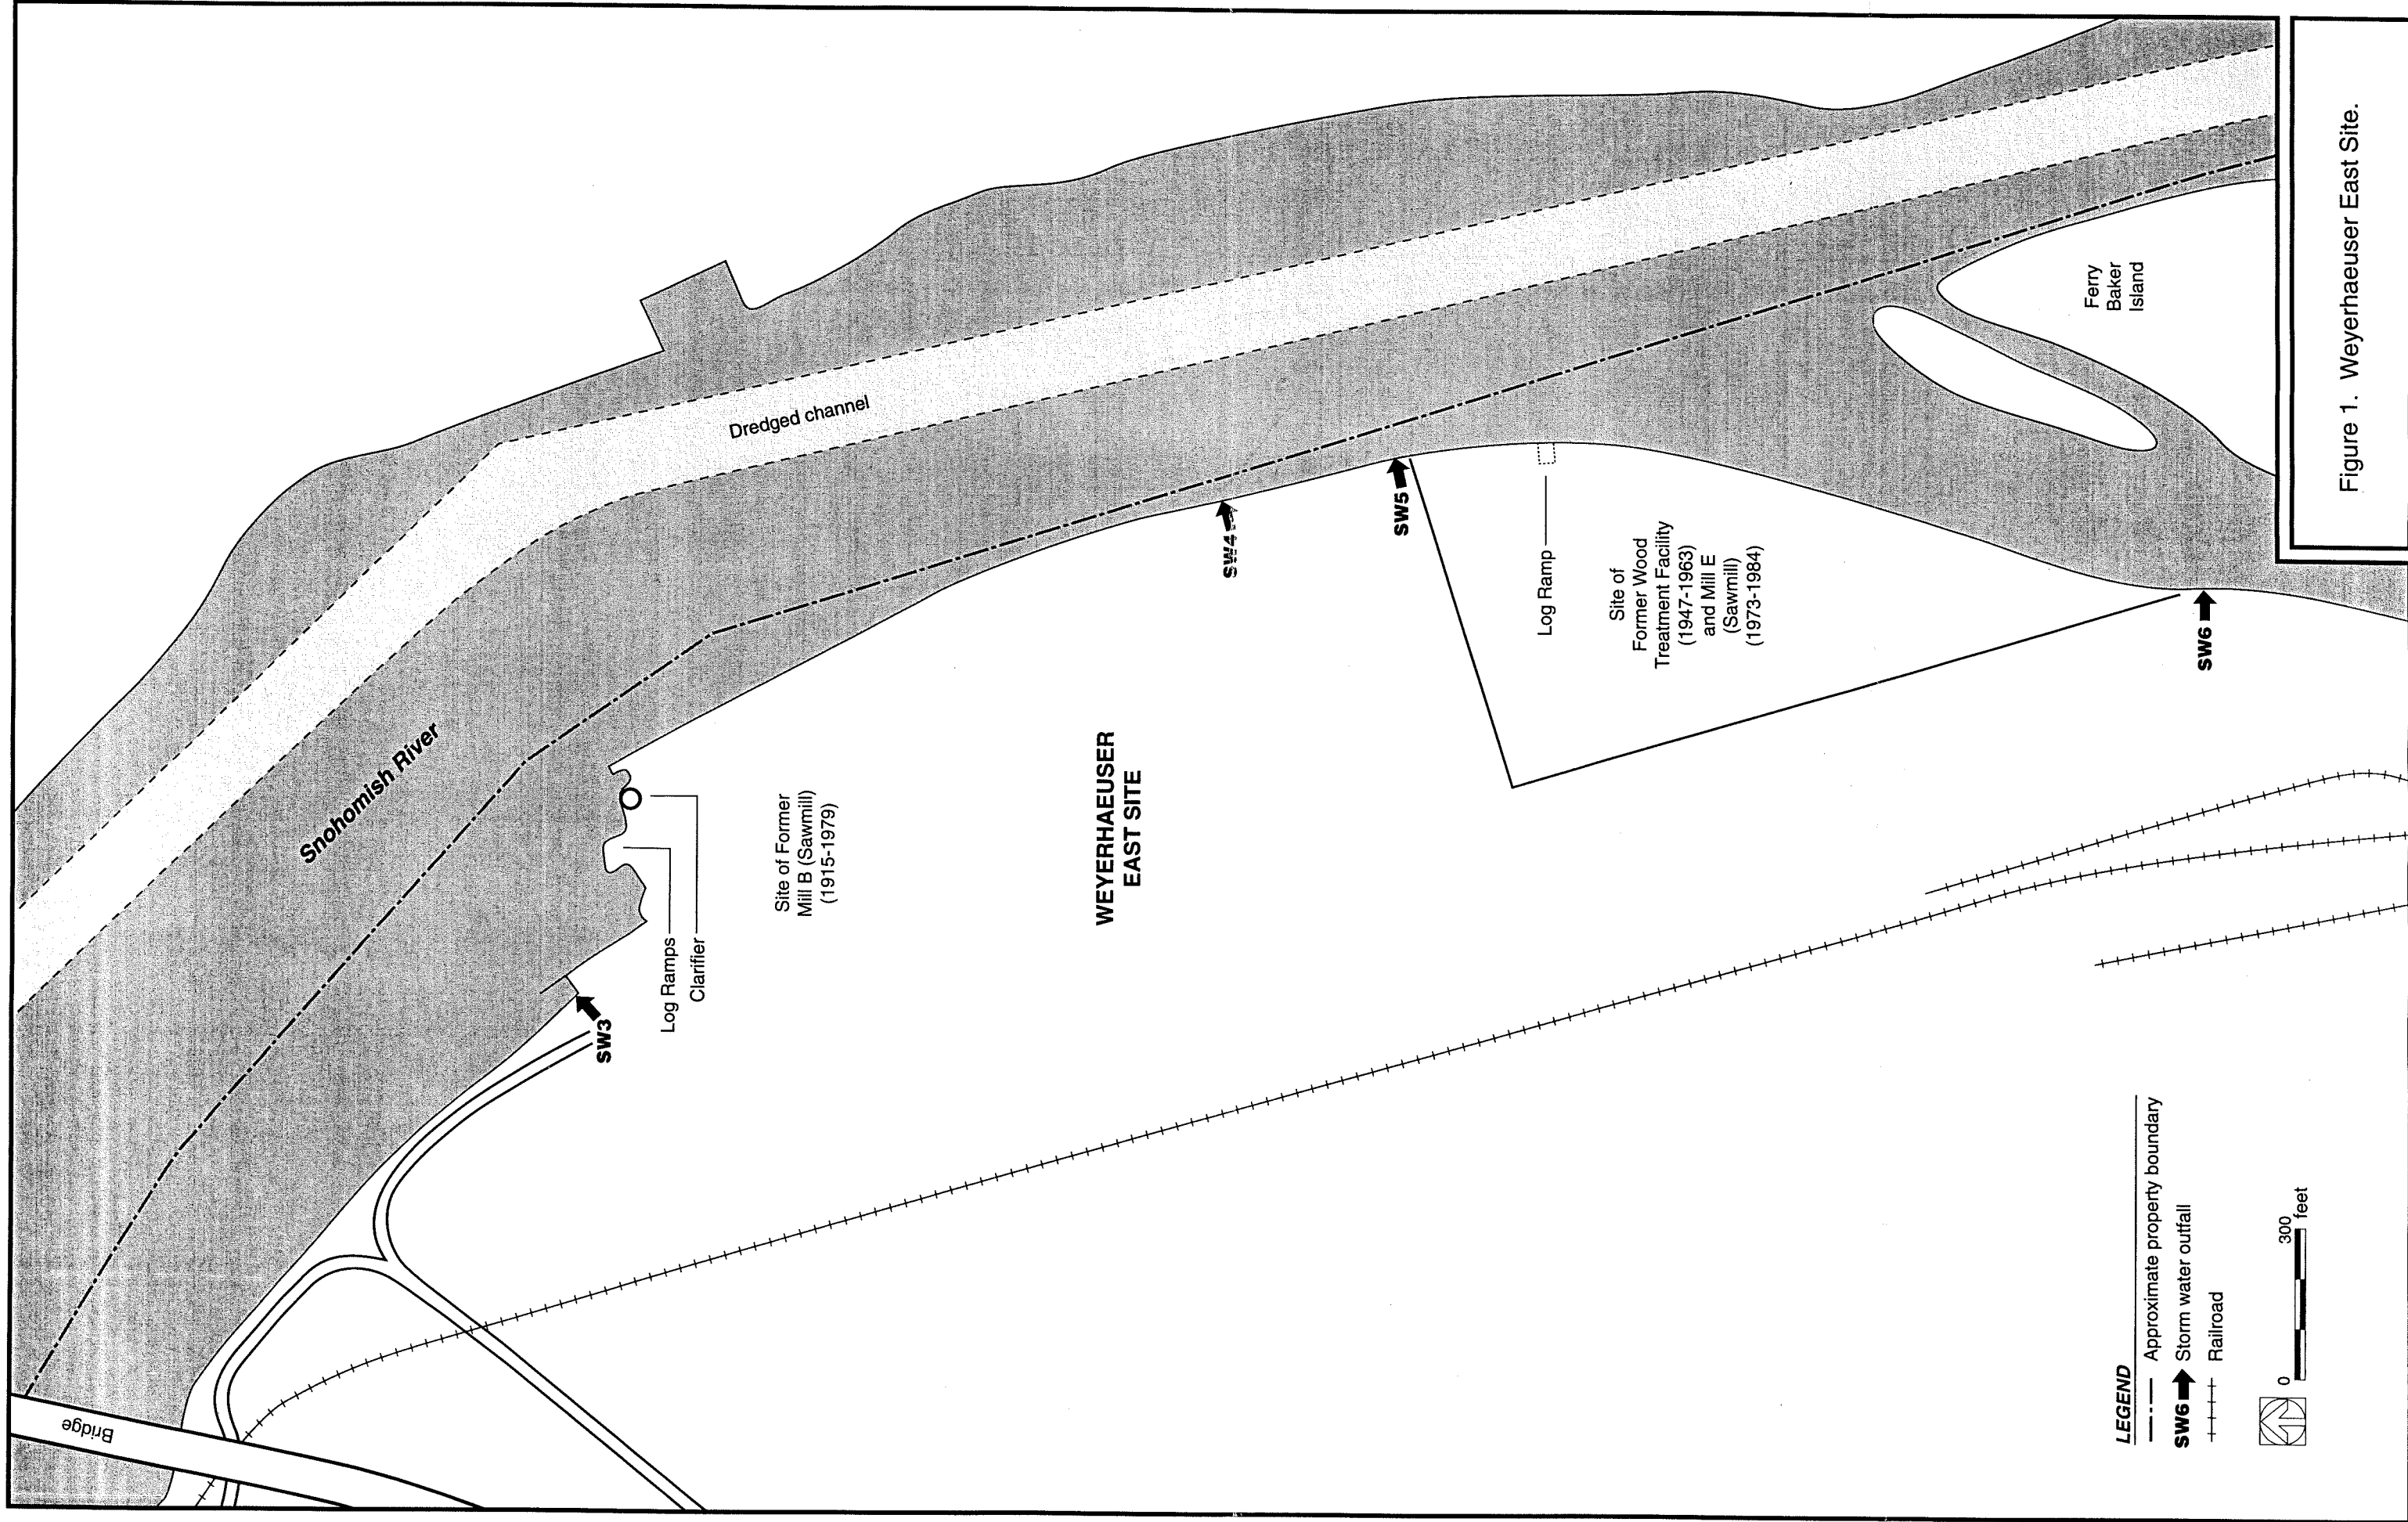 Bridge
Snohomish River
Dredged channel
SW3
Log Ramps
Clarifier
Site of Former
Mill B (Sawmill)
(1915-1979)
WEYERHAEUSER
EAST SITE
SW4
SW5
Log Ramp
Site of
Former Wood
Treatment Facility
(1947-1963)
and Mill E
(Sawmill)
(1973-1984)
SW6
Ferry
Baker
Island
LEGEND
Approximate property boundary
SW6 Storm water outfall
Railroad
0 300
feet
Figure 1. Weyerhaeuser East Site.